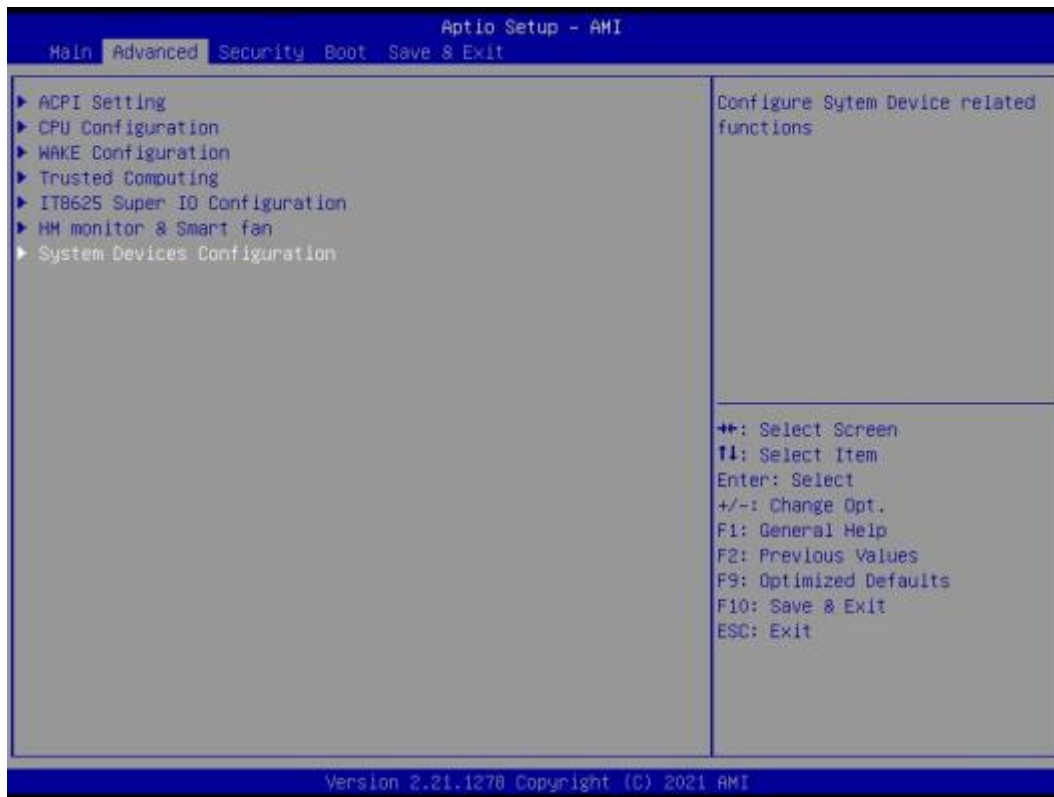 Aptio Setup - AMI
Main Advanced Security Boot Save & Exit
▶ ACPI Setting
▶ CPU Configuration
▶ WAKE Configuration
▶ Trusted Computing
▶ IT8625 Super IO Configuration
▶ HM monitor & Smart fan
▶ System Devices Configuration
Configure Sytem Device related
functions
→←: Select Screen
↑↓: Select Item
Enter: Select
+/-: Change Opt.
F1: General Help
F2: Previous Values
F9: Optimized Defaults
F10: Save & Exit
ESC: Exit
Version 2.21.1278 Copyright (C) 2021 AMI